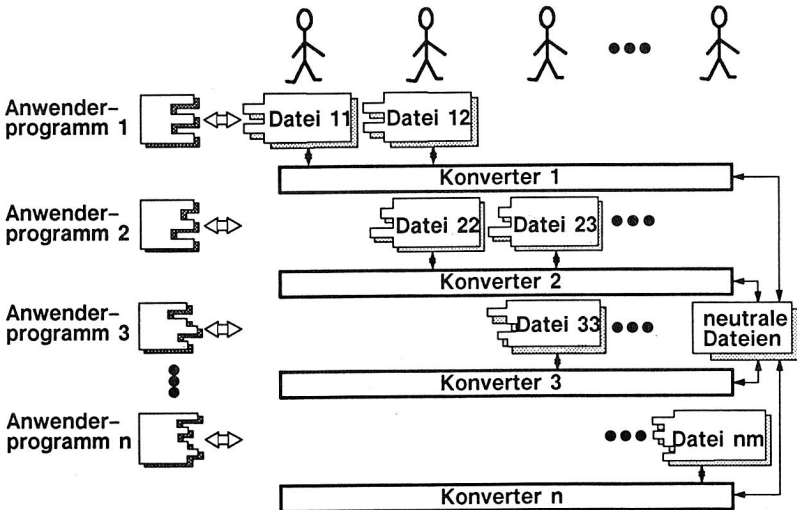 Anwender-
programm 1
Datei 11
Datei 12
Konverter 1
Anwender-
programm 2
Datei 22
Datei 23
Konverter 2
Anwender-
programm 3
Datei 33
neutrale
Dateien
Konverter 3
Anwender-
programm n
Datei nm
Konverter n